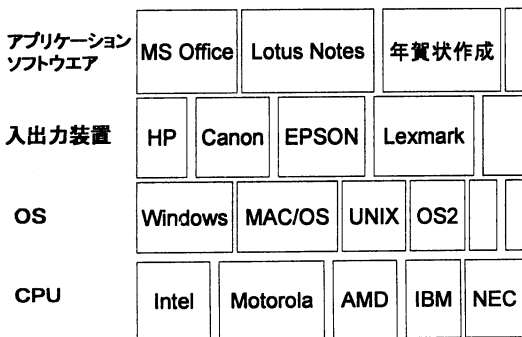 アプリケーション
ソフトウエア
MS Office
Lotus Notes
年賀状作成
入出力装置
HP
Canon
EPSON
Lexmark
OS
Windows
MAC/OS
UNIX
OS2
CPU
Intel
Motorola
AMD
IBM
NEC